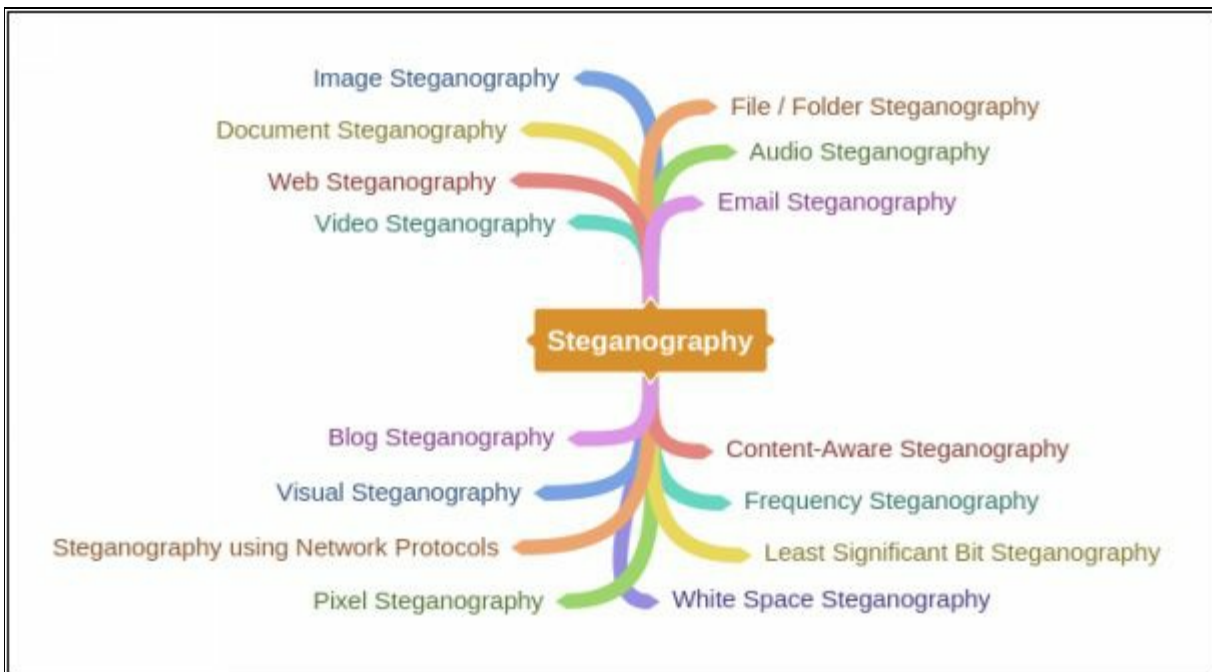 Image Steganography
File / Folder Steganography
Document Steganography
Audio Steganography
Web Steganography
Email Steganography
Video Steganography
Steganography
Blog Steganography
Content-Aware Steganography
Visual Steganography
Frequency Steganography
Steganography using Network Protocols
Least Significant Bit Steganography
Pixel Steganography
White Space Steganography